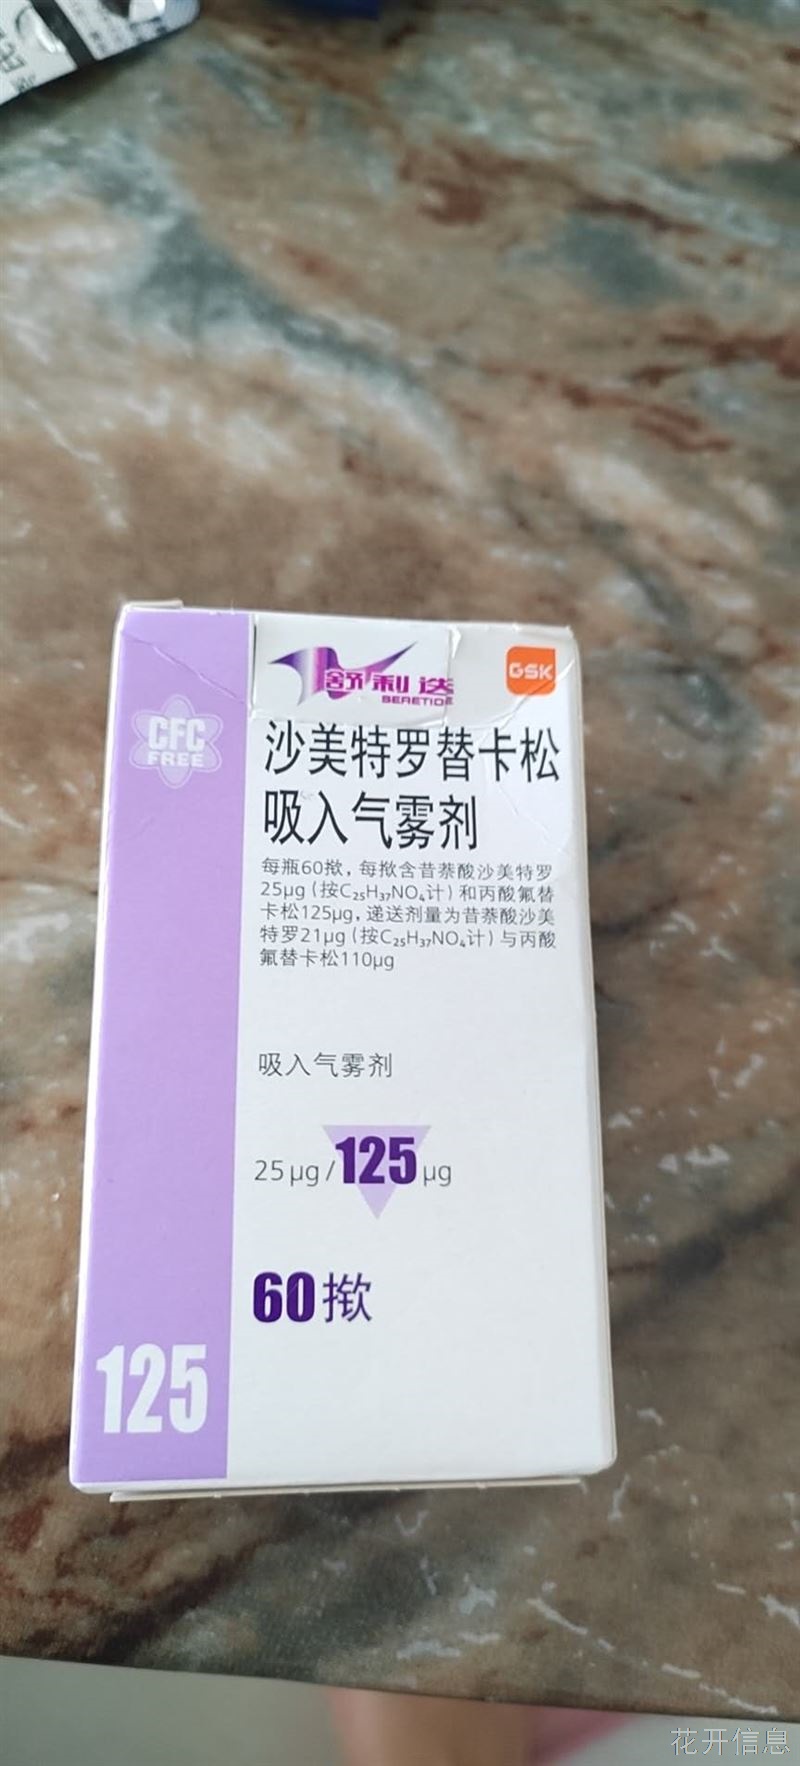 舒利迭
SERETIDE
GSK
CFC
FREE
沙美特罗替卡松
吸入气雾剂
每瓶60揿，每揿含昔萘酸沙美特罗
25μg（按C₂₅H₃₇NO₄计）和丙酸氟替
卡松125μg，递送剂量为昔萘酸沙美
特罗21μg（按C₂₅H₃₇NO₄计）与丙酸
氟替卡松110μg
吸入气雾剂
25μg/125μg
60揿
125
花开信息